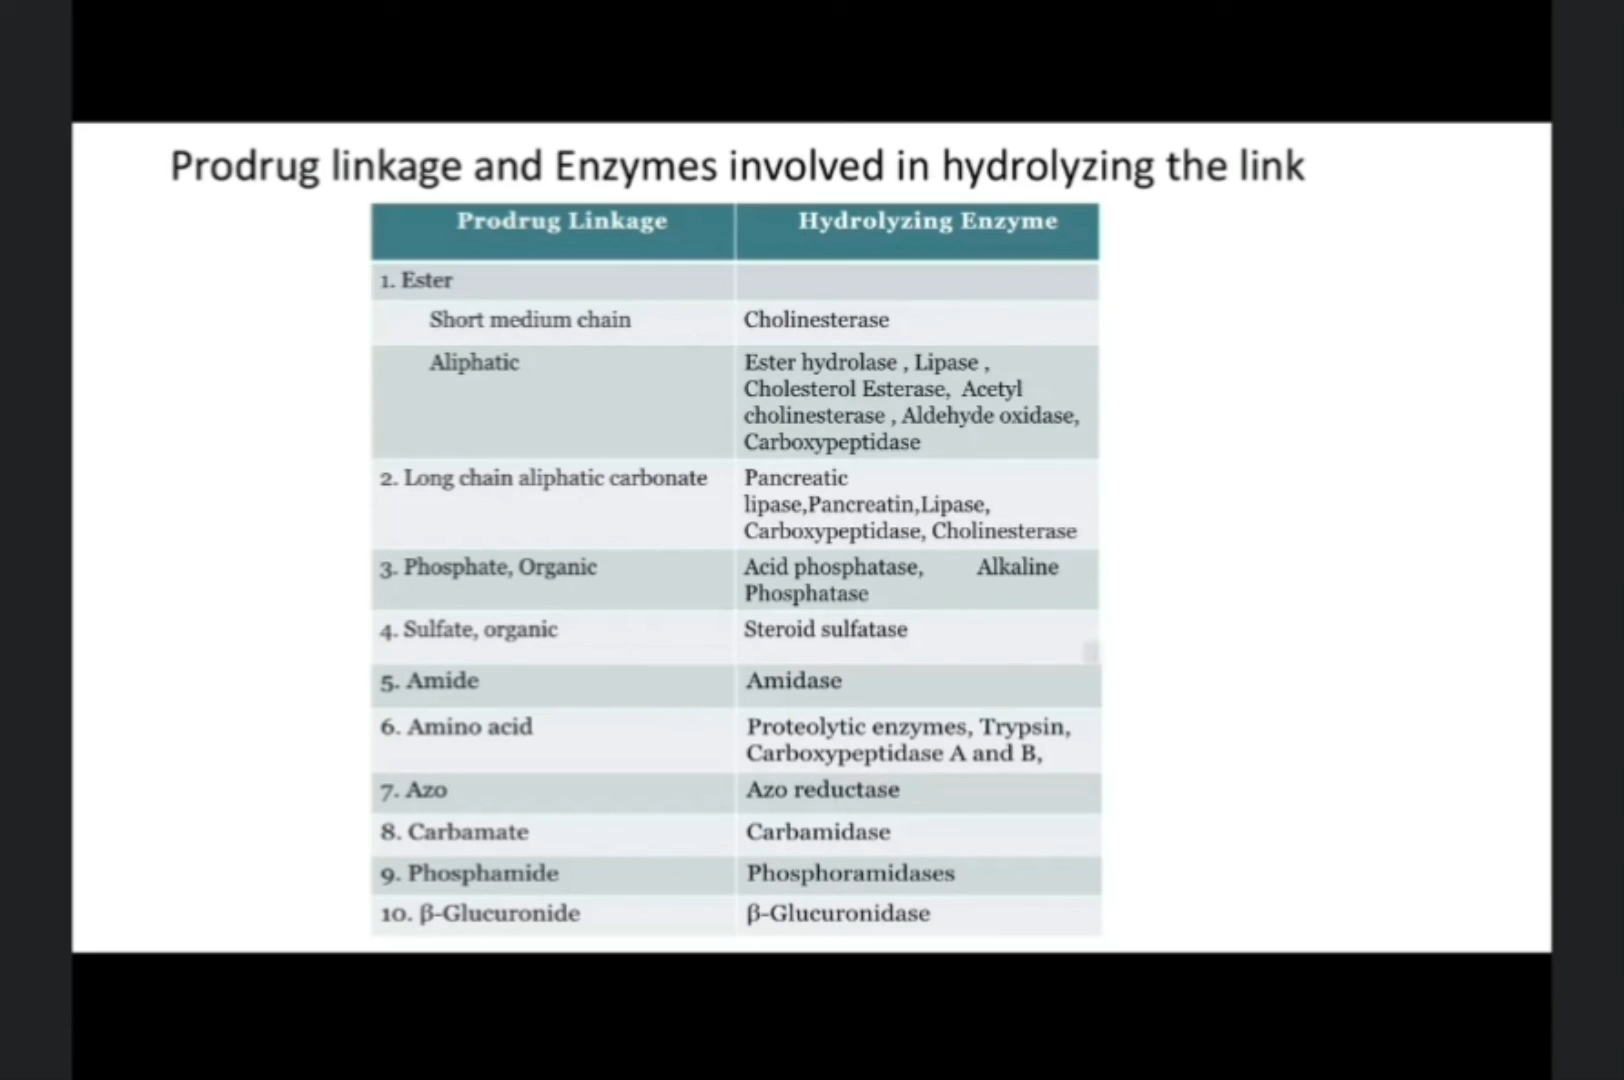 Prodrug linkage and Enzymes involved in hydrolyzing the link
Prodrug Linkage Hydrolyzing Enzyme
1. Ester
Short medium chain Cholinesterase
Aliphatic Ester hydrolase , Lipase ,
Cholesterol Esterase, Acetyl
cholinesterase , Aldehyde oxidase,
Carboxypeptidase
2. Long chain aliphatic carbonate Pancreatic
lipase,Pancreatin,Lipase,
Carboxypeptidase, Cholinesterase
3. Phosphate, Organic Acid phosphatase, Alkaline
Phosphatase
4. Sulfate, organic Steroid sulfatase
5. Amide Amidase
6. Amino acid Proteolytic enzymes, Trypsin,
Carboxypeptidase A and B,
7. Azo Azo reductase
8. Carbamate Carbamidase
9. Phosphamide Phosphoramidases
10. β-Glucuronide β-Glucuronidase